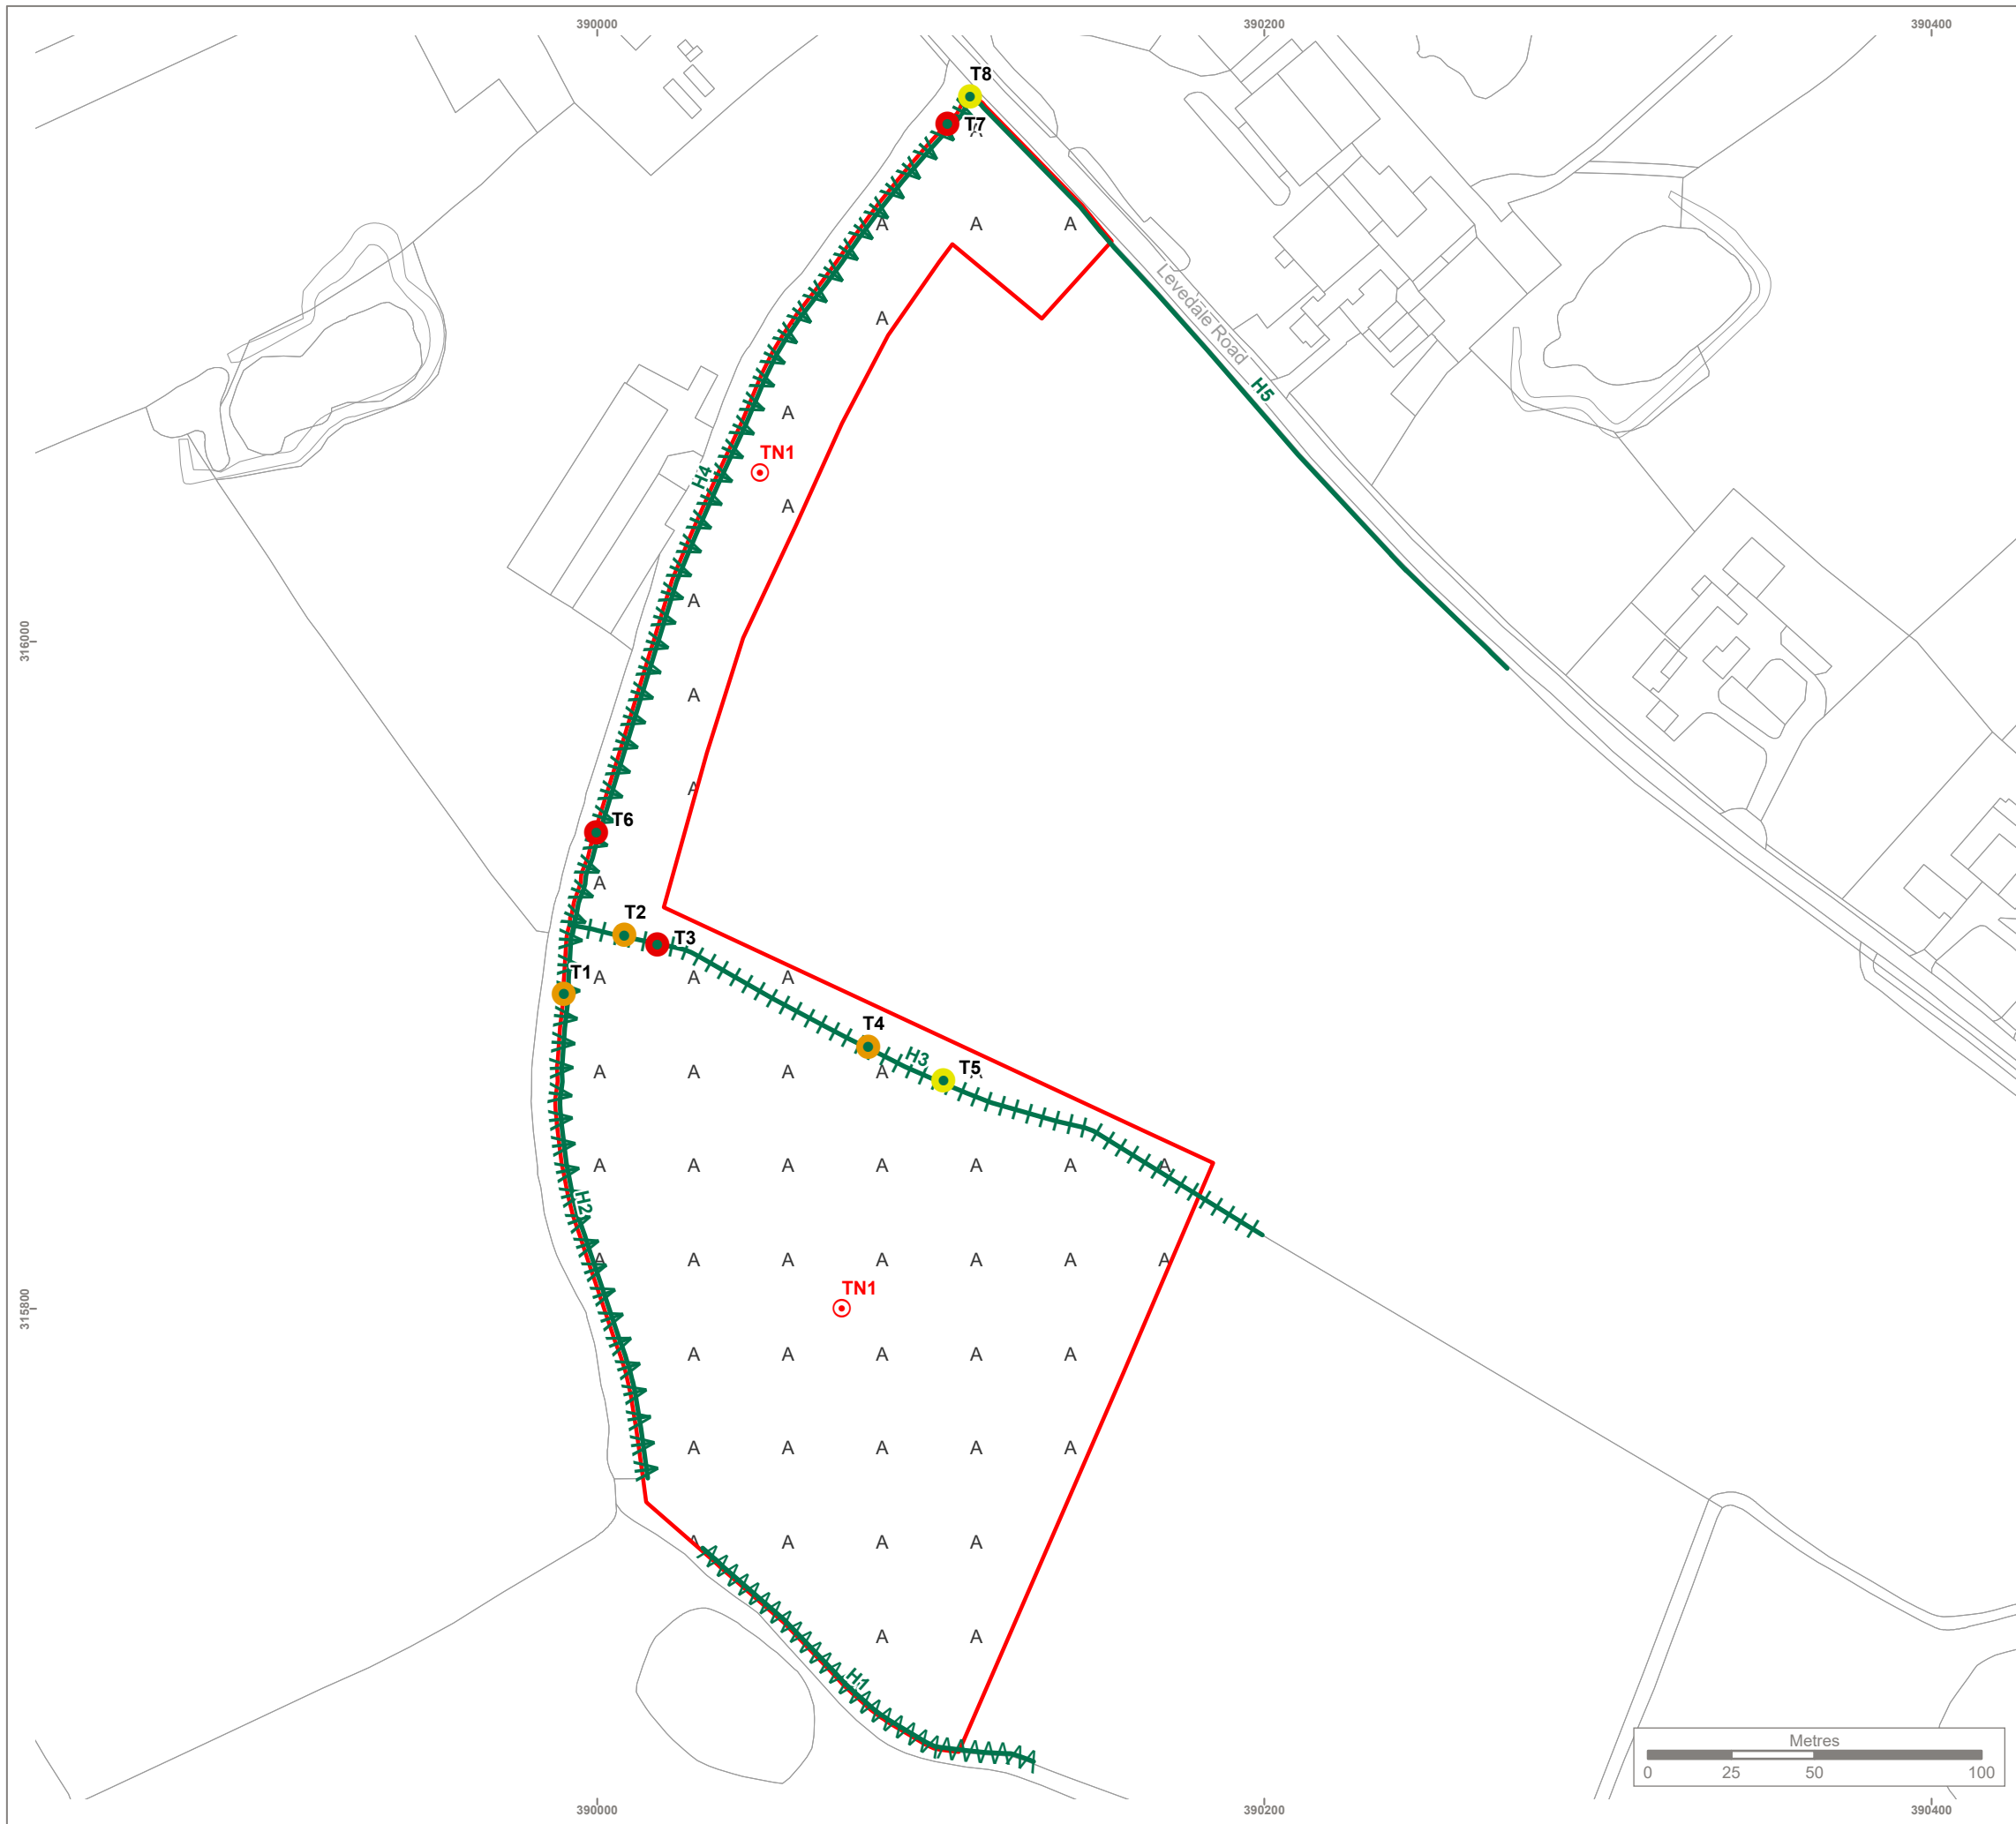 390000 390200 390400
T8
T7
A
A A A
Levedale Road
A
H5
A
TN1
H4
A
A
316000
A
A
T6
A
T2
T3
T1
A A A
T4
H3
T5
A A A A A
A A A A A A A
H2
A A A A A A A
TN1
315800
A A A A A
A A A A A
A A A A
A A
H1
Metres
0 25 50 100
390000 390200 390400